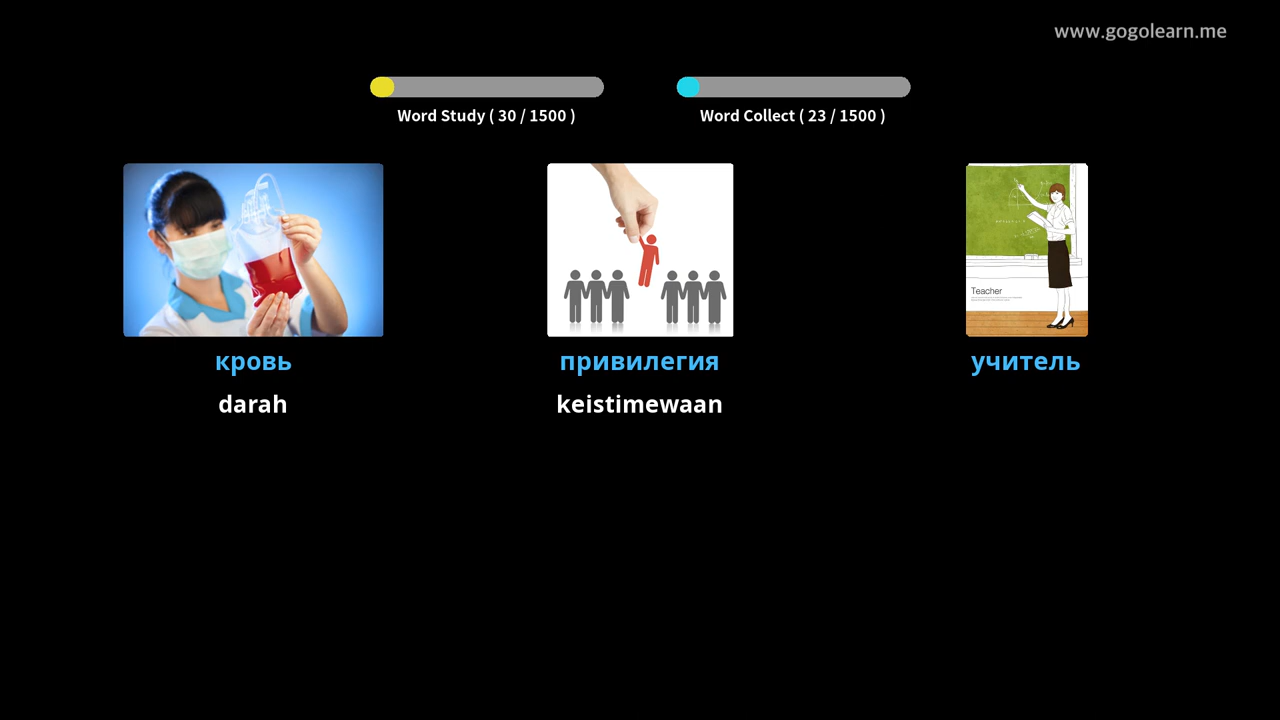 www.gogolearn.me
Word Study ( 30 / 1500 )
Word Collect ( 23 / 1500 )
Teacher
кровь
привилегия
учитель
darah
keistimewaan